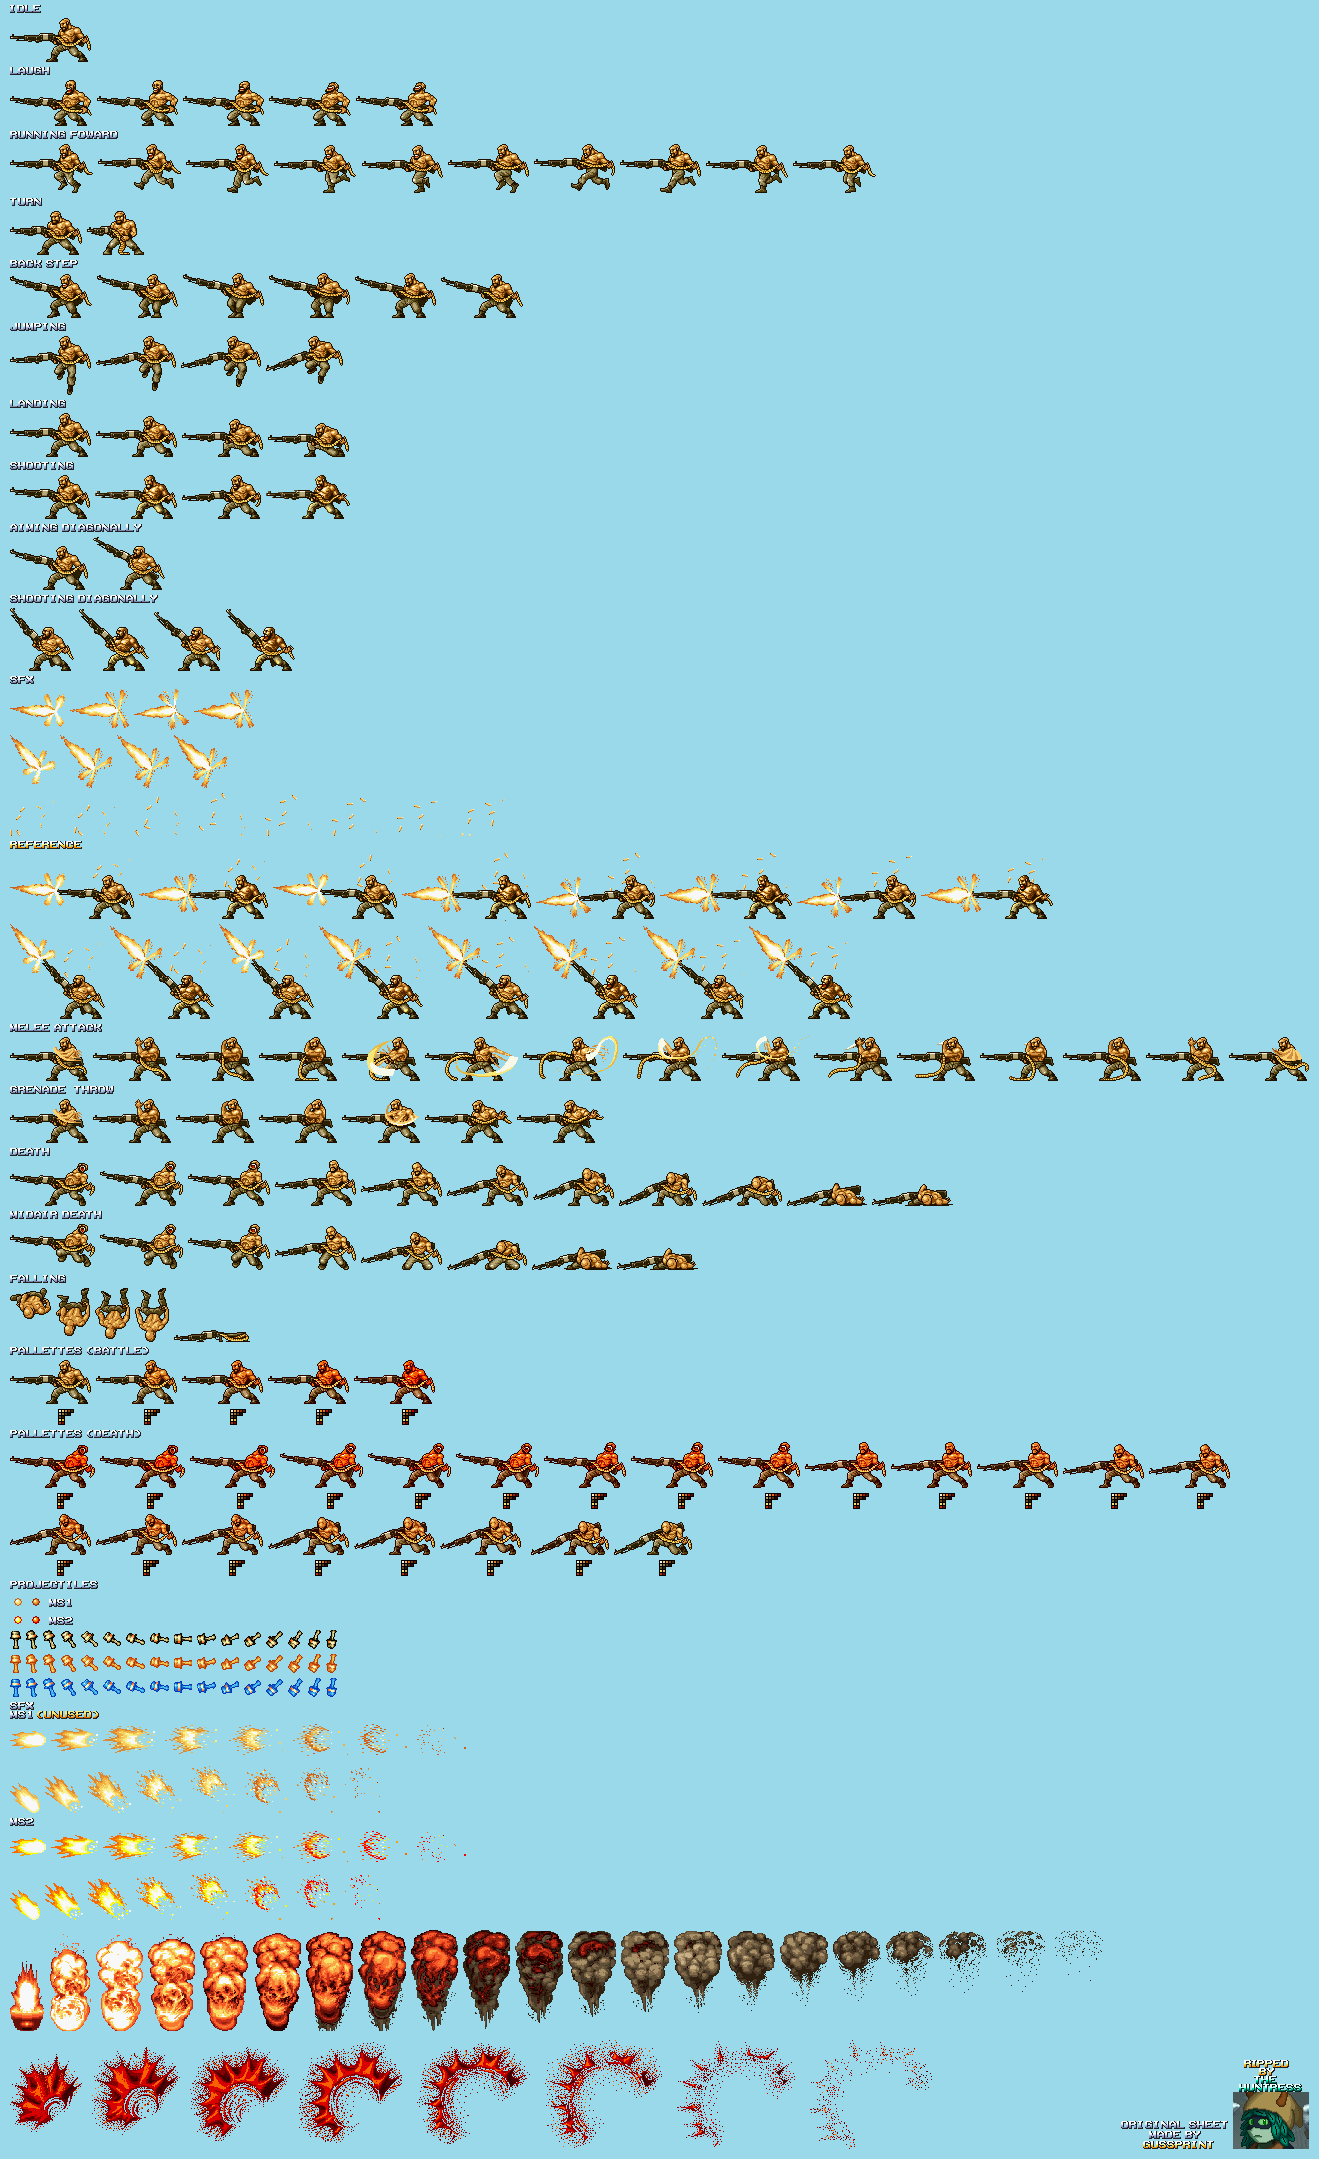 IDLE
LAUGH
RUNNING FOWARD
TURN
BACK STEP
JUMPING
LANDING
SHOOTING
AIMING DIAGONALLY
SHOOTING DIAGONALLY
SFX
REFERENCE
MELEE ATTACK
GRENADE THROW
DEATH
MIDAIR DEATH
FALLING
PALLETTES (BATTLE)
PALLETTES (DEATH)
PROJECTILES
MS1
MS2
SFX
MS1 (UNUSED)
MS2
RIPPED
BY
THE
HUNTRESS
ORIGINAL SHEET
MADE BY
GUSSPRINT